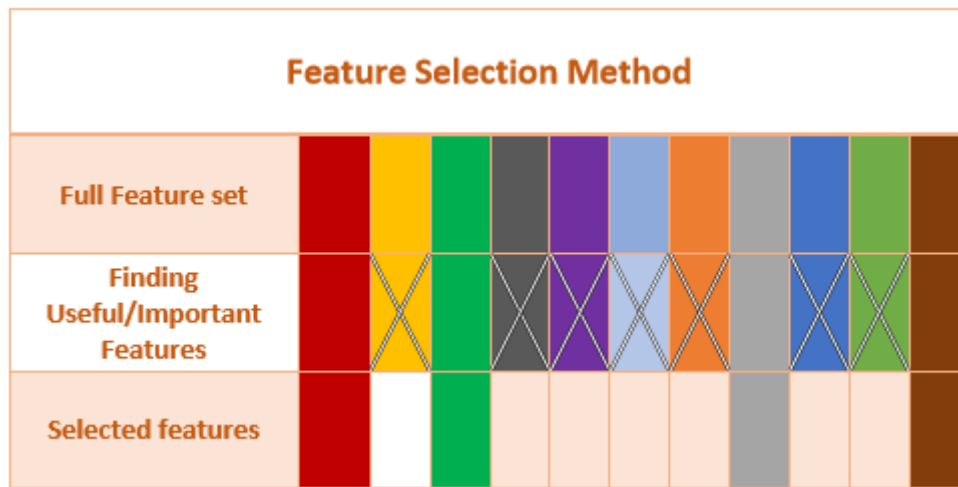 Feature Selection Method
Full Feature set
Finding
Useful/Important
Features
Selected features